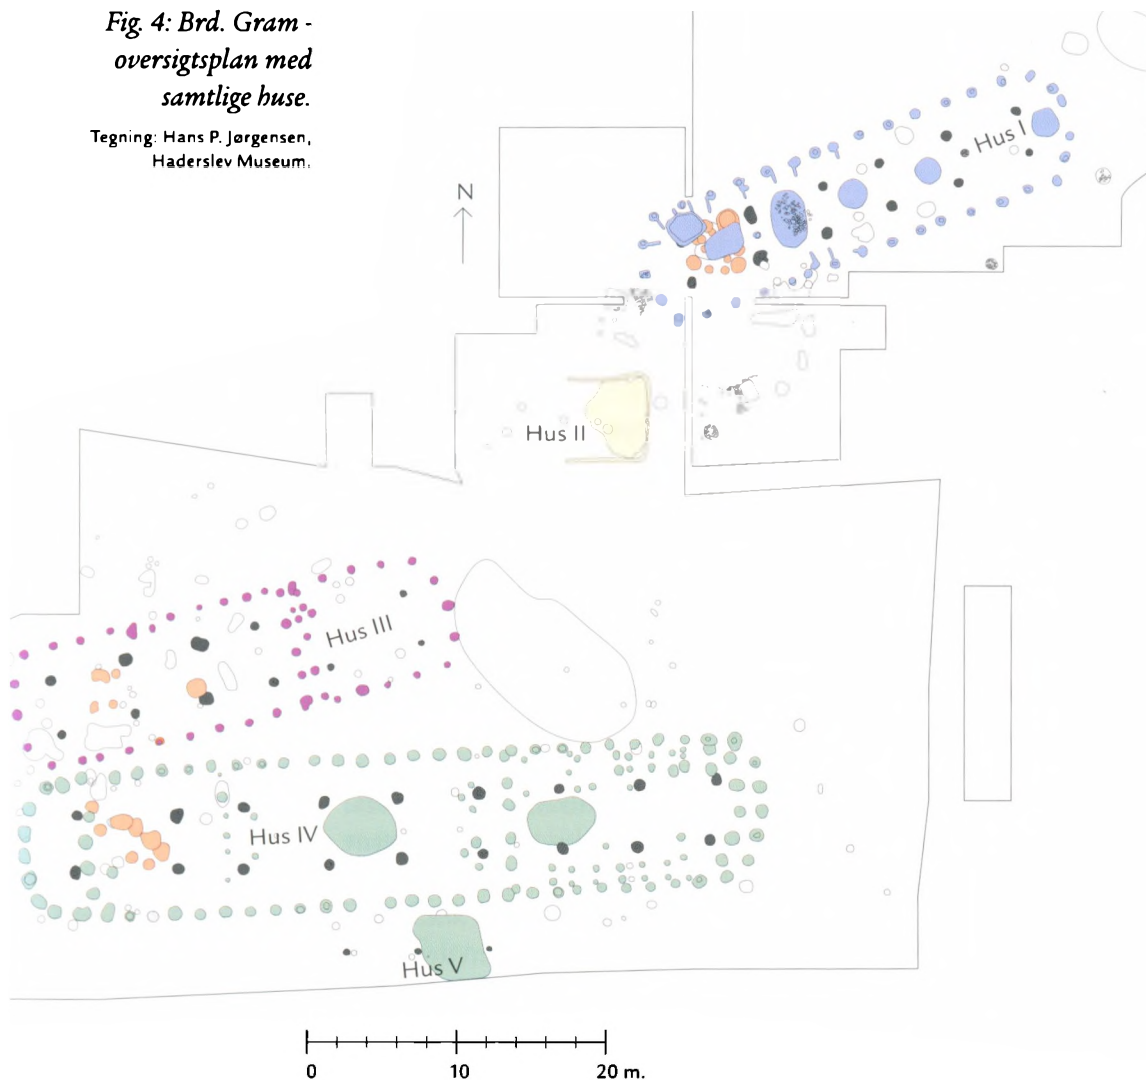 Fig. 4: Brd. Gram -
oversigtsplan med
samtlige huse.
Tegning: Hans P. Jørgensen,
Haderslev Museum.
N
Hus I
Hus II
Hus III
Hus IV
Hus V
0 10 20 m.